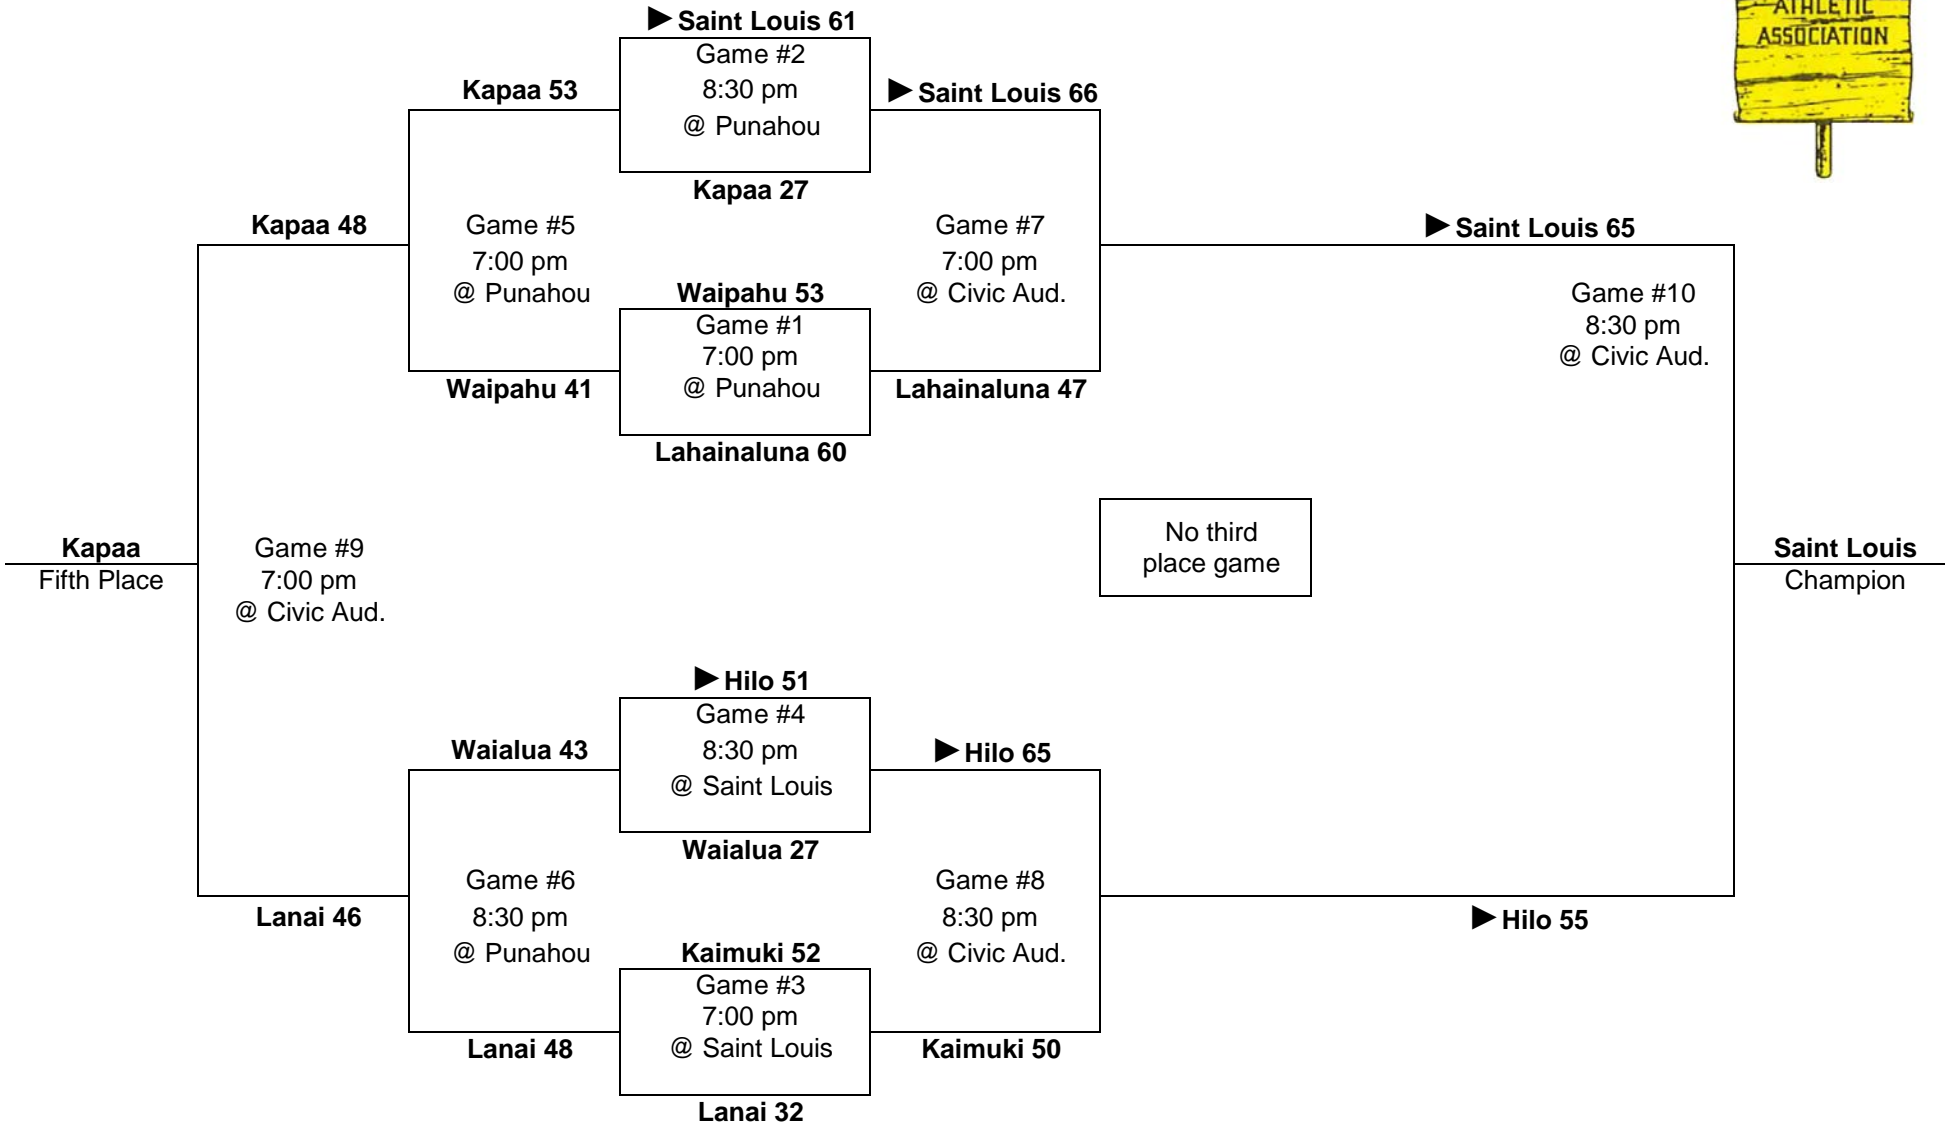 ATHLETIC
ASSOCIATION
► Saint Louis 61
Game #2
8:30 pm
@ Punahou
Kapaa 27
Kapaa 53
► Saint Louis 66
Kapaa 48
Game #5
7:00 pm
@ Punahou
Game #7
7:00 pm
@ Civic Aud.
► Saint Louis 65
Waipahu 53
Game #1
7:00 pm
@ Punahou
Lahainaluna 60
Game #10
8:30 pm
@ Civic Aud.
Waipahu 41
Lahainaluna 47
No third
place game
Kapaa
Fifth Place
Game #9
7:00 pm
@ Civic Aud.
Saint Louis
Champion
► Hilo 51
Game #4
8:30 pm
@ Saint Louis
Waialua 27
Waialua 43
► Hilo 65
Game #6
8:30 pm
@ Punahou
Game #8
8:30 pm
@ Civic Aud.
Lanai 46
► Hilo 55
Kaimuki 52
Game #3
7:00 pm
@ Saint Louis
Lanai 32
Lanai 48
Kaimuki 50